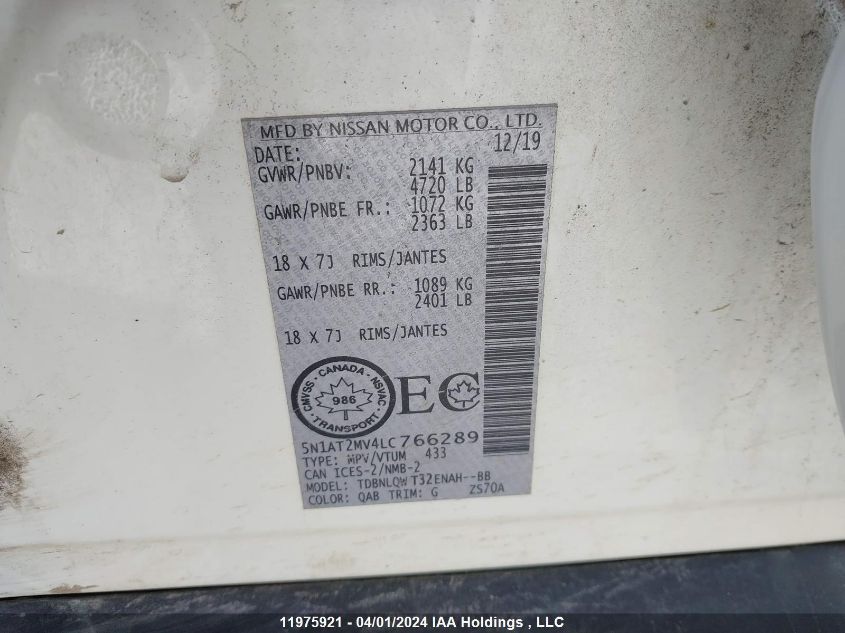 MFD BY NISSAN MOTOR CO., LTD.
DATE: 12/19
GVWR/PNBV: 2141 KG
4720 LB
GAWR/PNBE FR.: 1072 KG
2363 LB
18 X 7J RIMS/JANTES
GAWR/PNBE RR.: 1089 KG
2401 LB
18 X 7J RIMS/JANTES
CMVSS · CANADA · NSVAC
986
TRANSPORT
EC
5N1AT2MV4LC766289
TYPE: MPV/VTUM 433
CAN ICES-2/NMB-2
MODEL: TDBNLQW T32ENAH--BB
COLOR: QAB TRIM: G ZS70A
11975921 - 04/01/2024 IAA Holdings , LLC